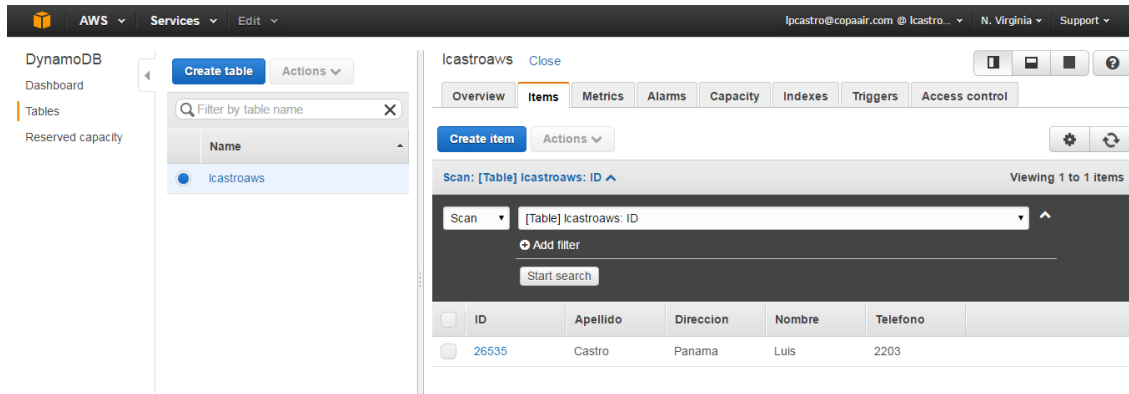 AWS Services Edit lpcastro@copaair.com @ lcastro... N. Virginia Support
DynamoDB
Dashboard
Tables
Reserved capacity
Create table Actions
Filter by table name
Name
lcastroaws
lcastroaws Close
Overview Items Metrics Alarms Capacity Indexes Triggers Access control
Create item Actions
Scan: [Table] lcastroaws: ID Viewing 1 to 1 items
Scan [Table] lcastroaws: ID
Add filter
Start search
ID Apellido Direccion Nombre Telefono
26535 Castro Panama Luis 2203